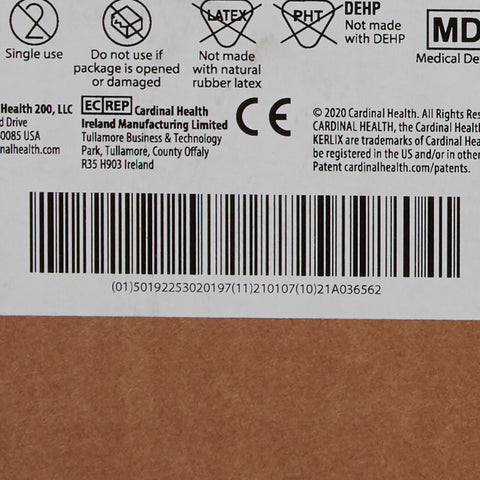 LATEX
PHT
DEHP
Not made
with DEHP
MD
Medical
Single use
Do not use if
package is opened
or damaged
Not made
with natural
rubber latex
Health 200, LLC
Drive
0085 USA
nalhealth.com
EC REP Cardinal Health
Ireland Manufacturing Limited
Tullamore Business & Technology
Park, Tullamore, County Offaly
R35 H903 Ireland
CE
© 2020 Cardinal Health. All Rights Res
CARDINAL HEALTH, the Cardinal Healt
KERLIX are trademarks of Cardinal Hea
be registered in the US and/or in other
Patent cardinalhealth.com/patents.
(01)50192253020197(11)210107(10)21A036562